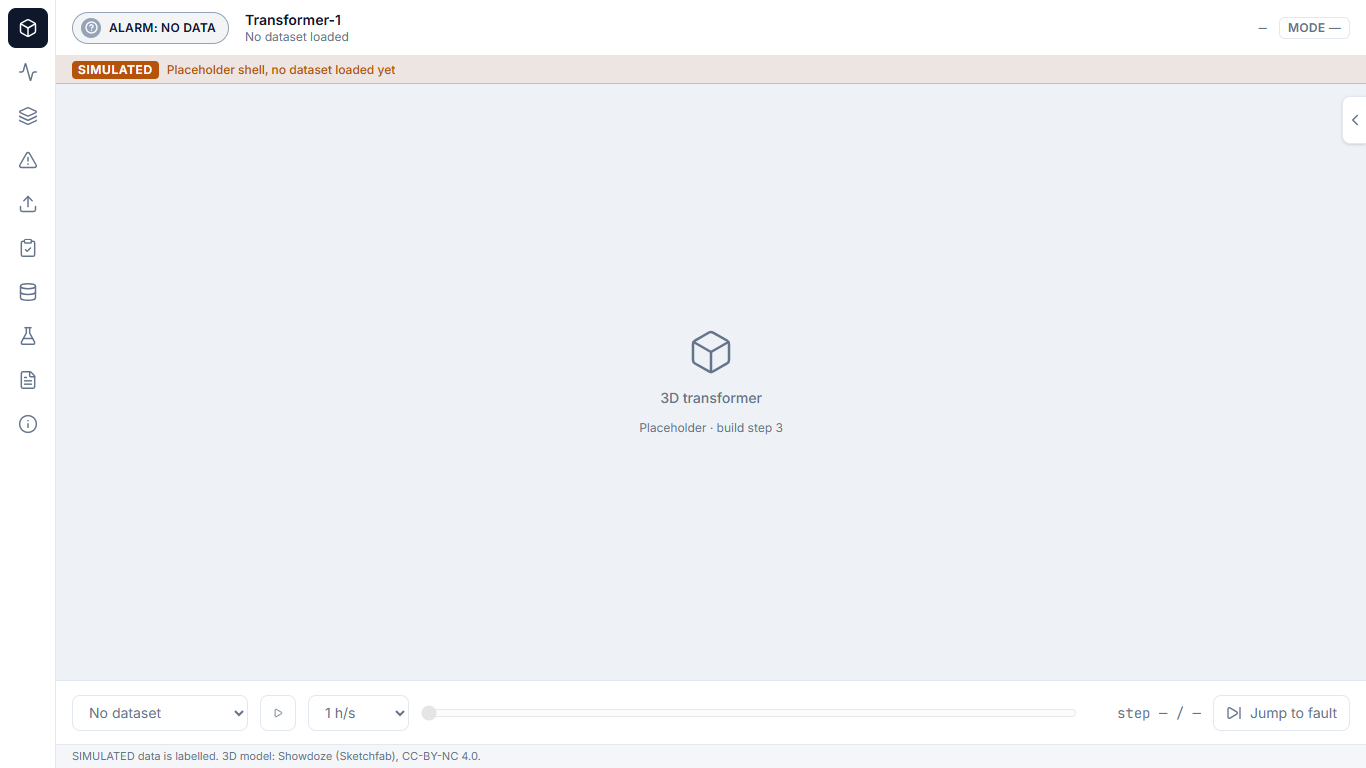 ALARM: NO DATA
Transformer-1
No dataset loaded
—
MODE —
SIMULATED
Placeholder shell, no dataset loaded yet
3D transformer
Placeholder · build step 3
No dataset
1 h/s
step — / —
Jump to fault
SIMULATED data is labelled. 3D model: Showdoze (Sketchfab), CC-BY-NC 4.0.